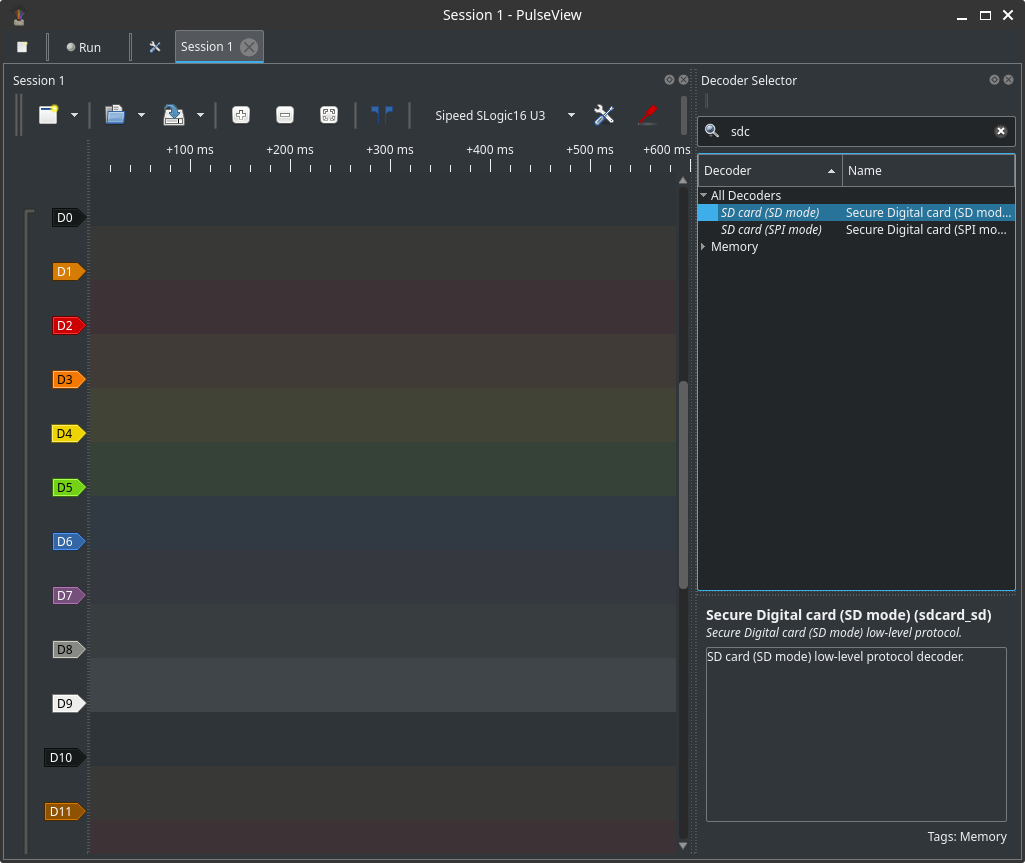 Session 1 - PulseView
Run
Session 1
Session 1
Decoder Selector
Sipeed SLogic16 U3
sdc
+100 ms +200 ms +300 ms +400 ms +500 ms +600 ms
Decoder Name
All Decoders
SD card (SD mode) Secure Digital card (SD mod...
SD card (SPI mode) Secure Digital card (SPI mo...
Memory
D0
D1
D2
D3
D4
D5
D6
D7
D8
D9
D10
D11
Secure Digital card (SD mode) (sdcard_sd)
Secure Digital card (SD mode) low-level protocol.
SD card (SD mode) low-level protocol decoder.
Tags: Memory